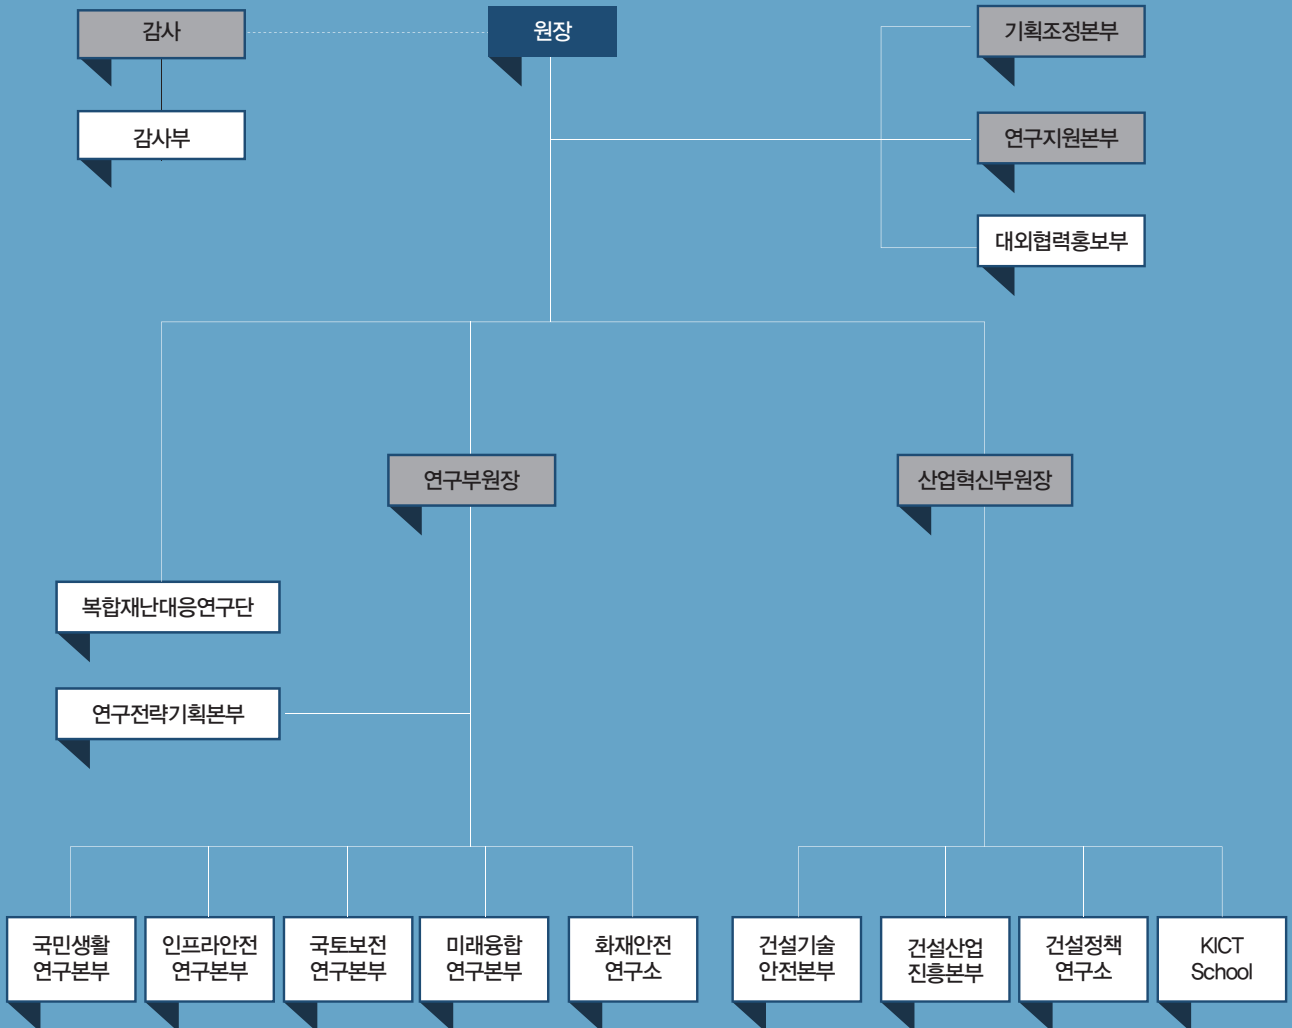 감사
원장
기획조정본부
감사부
연구지원본부
대외협력홍보부
연구부원장
산업혁신부원장
복합재난대응연구단
연구전략기획본부
국민생활
연구본부
인프라안전
연구본부
국토보전
연구본부
미래융합
연구본부
화재안전
연구소
건설기술
안전본부
건설산업
진흥본부
건설정책
연구소
KICT
School